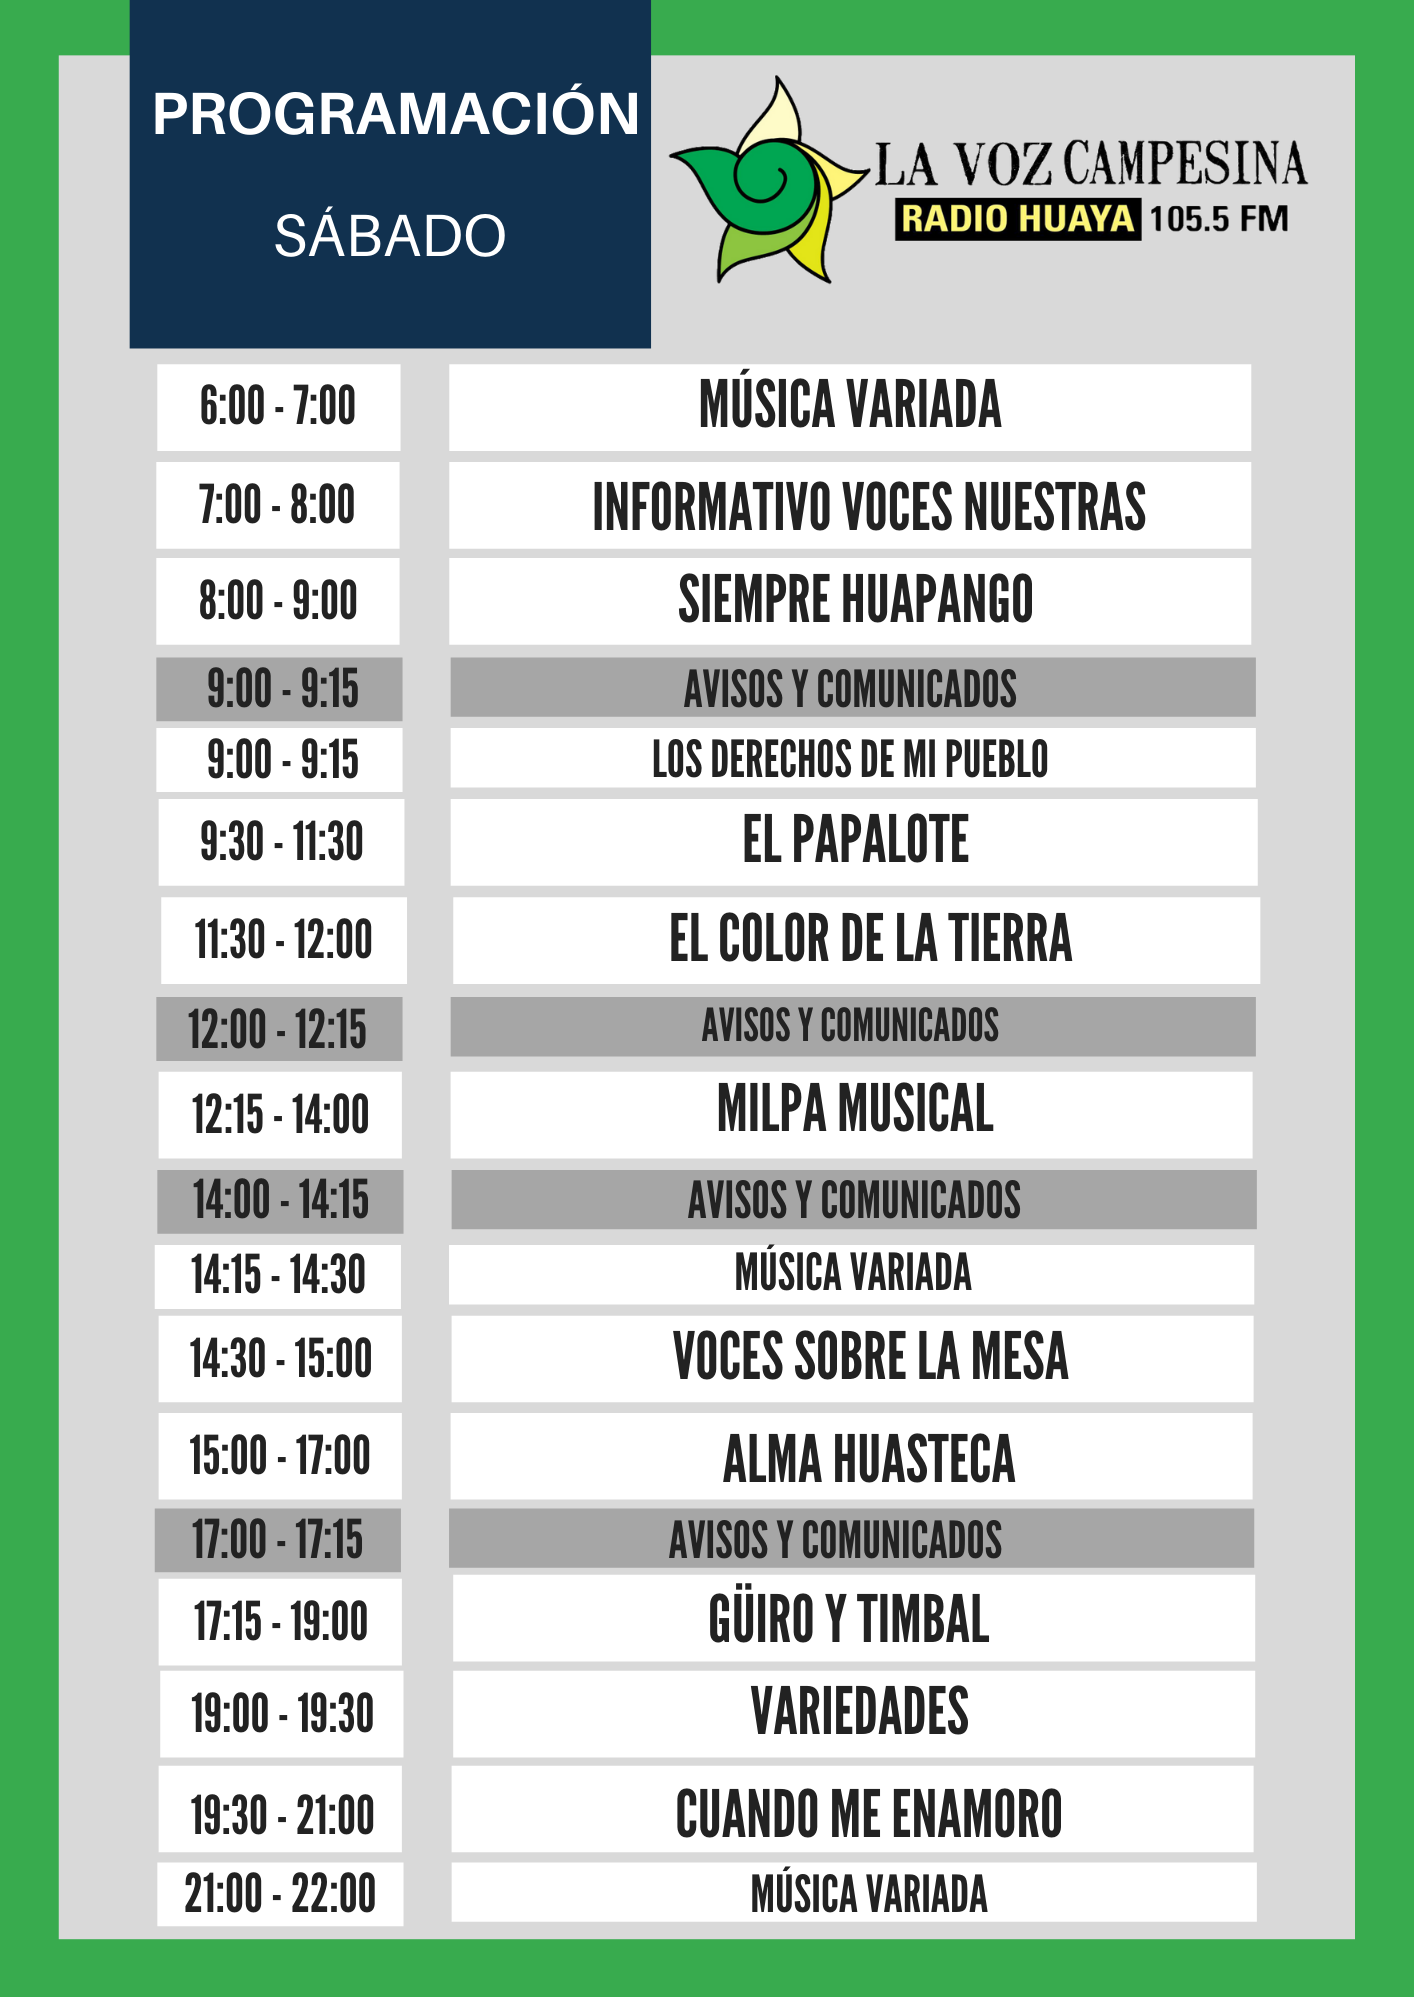 PROGRAMACIÓN
SÁBADO
LA VOZ CAMPESINA
RADIO HUAYA 105.5 FM
6:00 - 7:00 MÚSICA VARIADA
7:00 - 8:00 INFORMATIVO VOCES NUESTRAS
8:00 - 9:00 SIEMPRE HUAPANGO
9:00 - 9:15 AVISOS Y COMUNICADOS
9:00 - 9:15 LOS DERECHOS DE MI PUEBLO
9:30 - 11:30 EL PAPALOTE
11:30 - 12:00 EL COLOR DE LA TIERRA
12:00 - 12:15 AVISOS Y COMUNICADOS
12:15 - 14:00 MILPA MUSICAL
14:00 - 14:15 AVISOS Y COMUNICADOS
14:15 - 14:30 MÚSICA VARIADA
14:30 - 15:00 VOCES SOBRE LA MESA
15:00 - 17:00 ALMA HUASTECA
17:00 - 17:15 AVISOS Y COMUNICADOS
17:15 - 19:00 GÜIRO Y TIMBAL
19:00 - 19:30 VARIEDADES
19:30 - 21:00 CUANDO ME ENAMORO
21:00 - 22:00 MÚSICA VARIADA